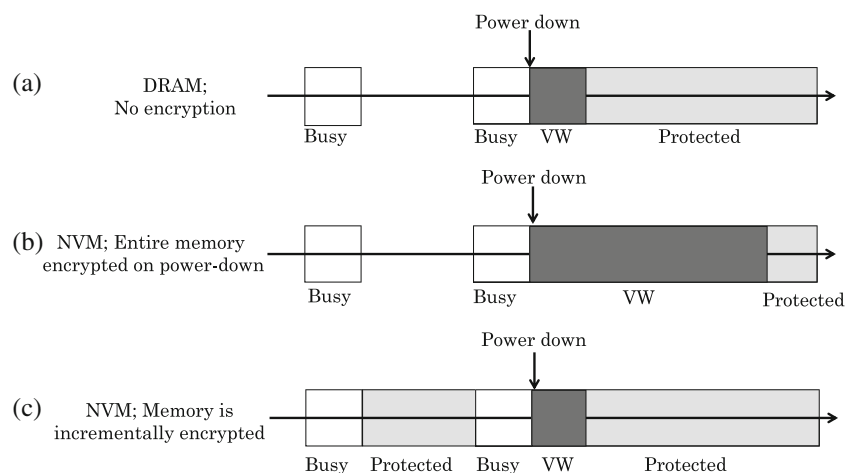 Power down
(a)
DRAM;
No encryption
Busy
Busy
VW
Protected
Power down
(b)
NVM; Entire memory
encrypted on power-down
Busy
Busy
VW
Protected
Power down
(c)
NVM; Memory is
incrementally encrypted
Busy
Protected
Busy
VW
Protected